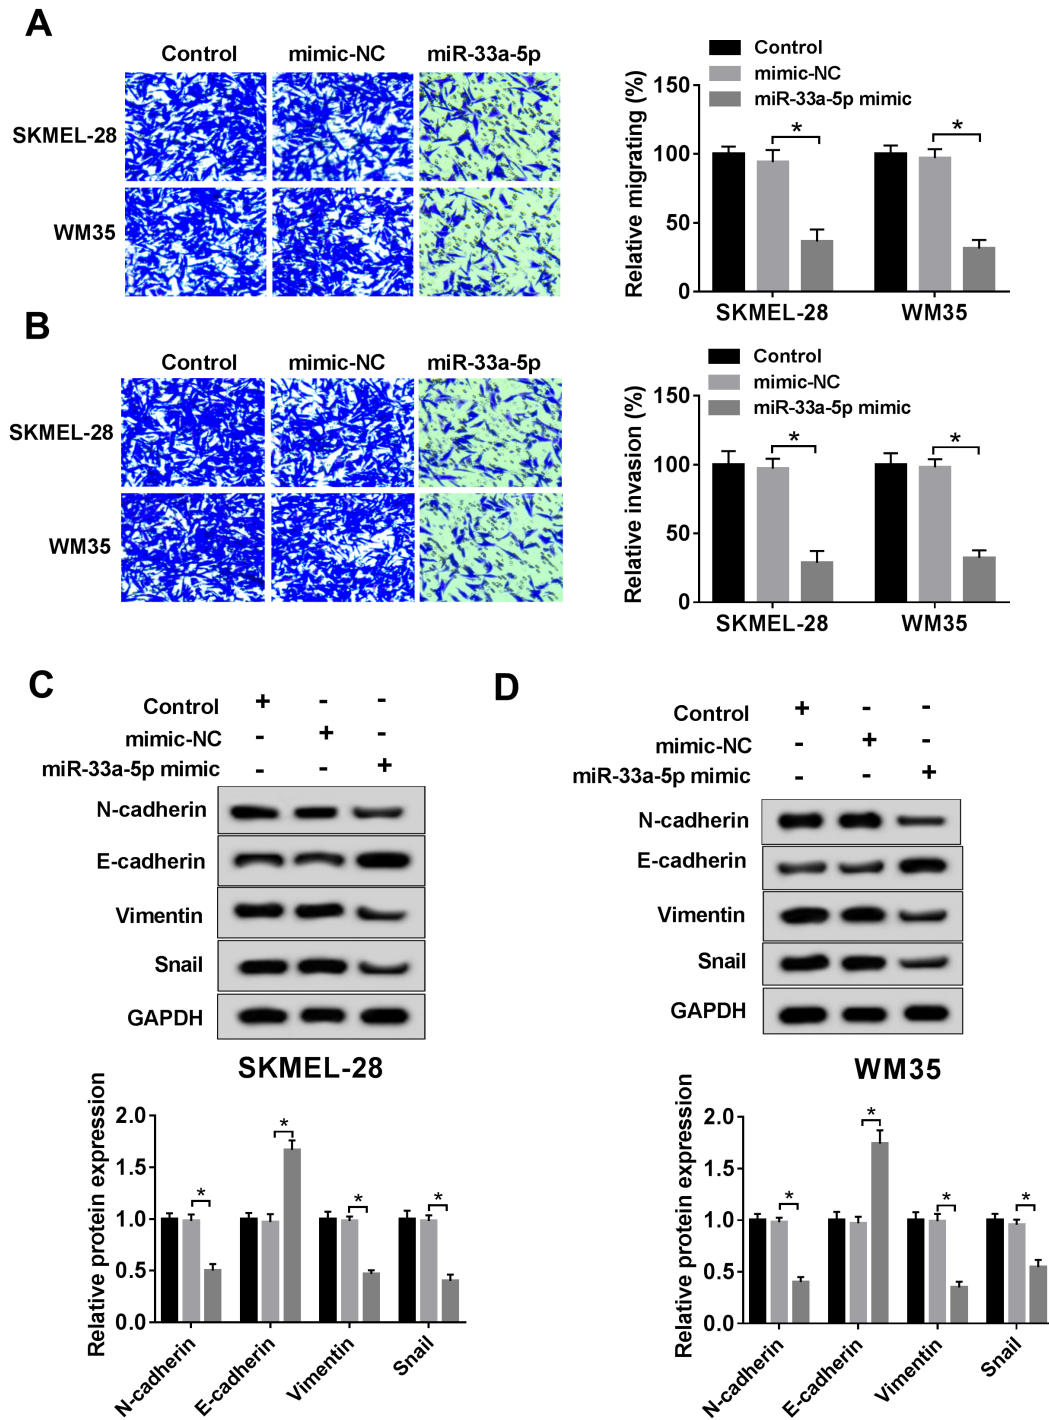 A
Control mimic-NC miR-33a-5p
SKMEL-28
WM35
Control
mimic-NC
miR-33a-5p mimic
Relative migrating (%)
150
100
50
0
* *
SKMEL-28 WM35
B
Control mimic-NC miR-33a-5p
SKMEL-28
WM35
Control
mimic-NC
miR-33a-5p mimic
Relative invasion (%)
150
100
50
0
* *
SKMEL-28 WM35
C
Control + - -
mimic-NC - + -
miR-33a-5p mimic - - +
N-cadherin
E-cadherin
Vimentin
Snail
GAPDH
SKMEL-28
Relative protein expression
2.0
1.5
1.0
0.5
0.0
* * * *
N-cadherin E-cadherin Vimentin Snail
D
Control + - -
mimic-NC - + -
miR-33a-5p mimic - - +
N-cadherin
E-cadherin
Vimentin
Snail
GAPDH
WM35
Relative protein expression
2.0
1.5
1.0
0.5
0.0
* * * *
N-cadherin E-cadherin Vimentin Snail